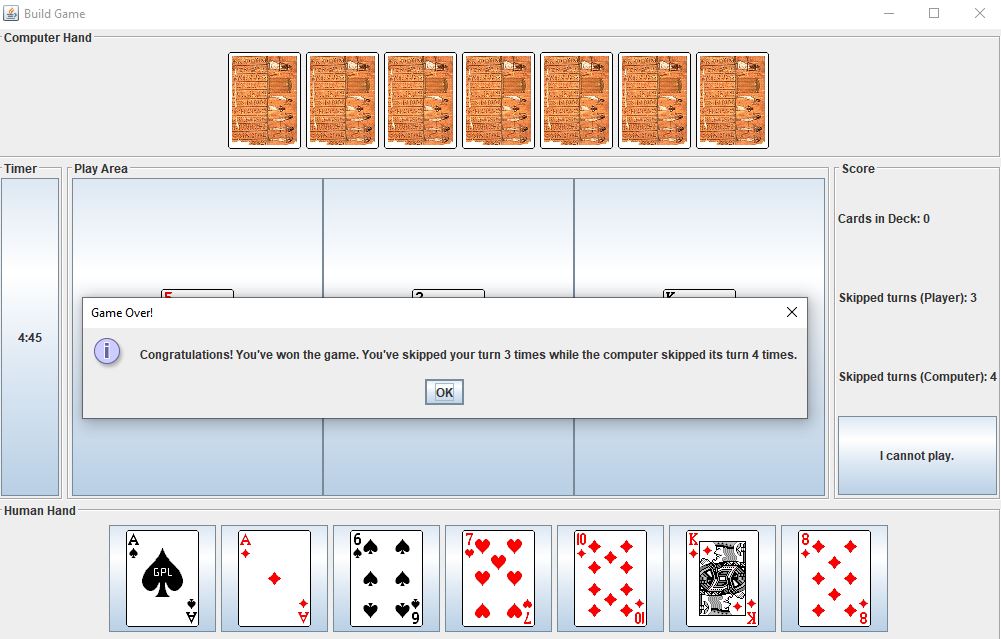 Build Game
Computer Hand
Timer
Play Area
Score
Cards in Deck: 0
5
K
Skipped turns (Player): 3
Game Over!
4:45
Congratulations! You've won the game. You've skipped your turn 3 times while the computer skipped its turn 4 times.
Skipped turns (Computer): 4
OK
I cannot play.
Human Hand
A A 6 7 10 K 8
GPL
A A 6 7 10 K 8